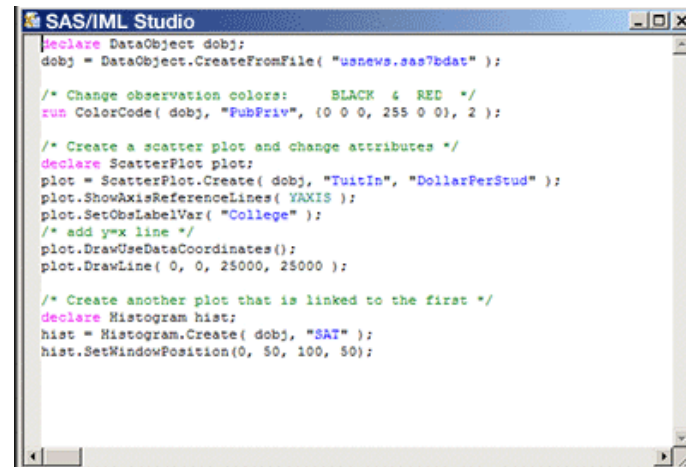 SAS/IML Studio
declare DataObject dobj;
dobj = DataObject.CreateFromFile( "usnews.sas7bdat" );
/* Change observation colors:     BLACK  &  RED  */
run ColorCode( dobj, "PubPriv", {0 0 0, 255 0 0}, 2 );
/* Create a scatter plot and change attributes */
declare ScatterPlot plot;
plot = ScatterPlot.Create( dobj, "TuitIn", "DollarPerStud" );
plot.ShowAxisReferenceLines( YAXIS );
plot.SetObsLabelVar( "College" );
/* add y=x line */
plot.DrawUseDataCoordinates();
plot.DrawLine( 0, 0, 25000, 25000 );
/* Create another plot that is linked to the first */
declare Histogram hist;
hist = Histogram.Create( dobj, "SAT" );
hist.SetWindowPosition(0, 50, 100, 50);